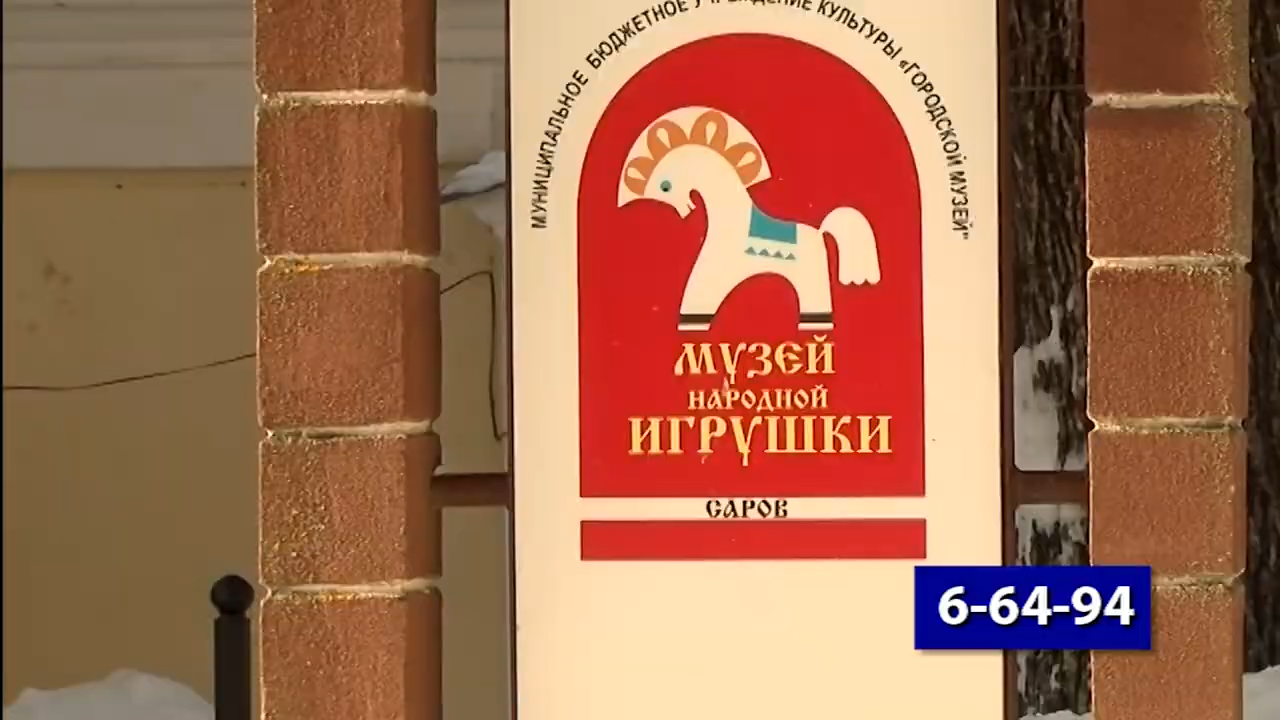 МУНИЦИПАЛЬНОЕ БЮДЖЕТНОЕ УЧРЕЖДЕНИЕ КУЛЬТУРЫ «ГОРОДСКОЙ МУЗЕЙ"
МУЗЕЙ
НАРОДНОЙ
ИГРУШКИ
САРОВ
6-64-94